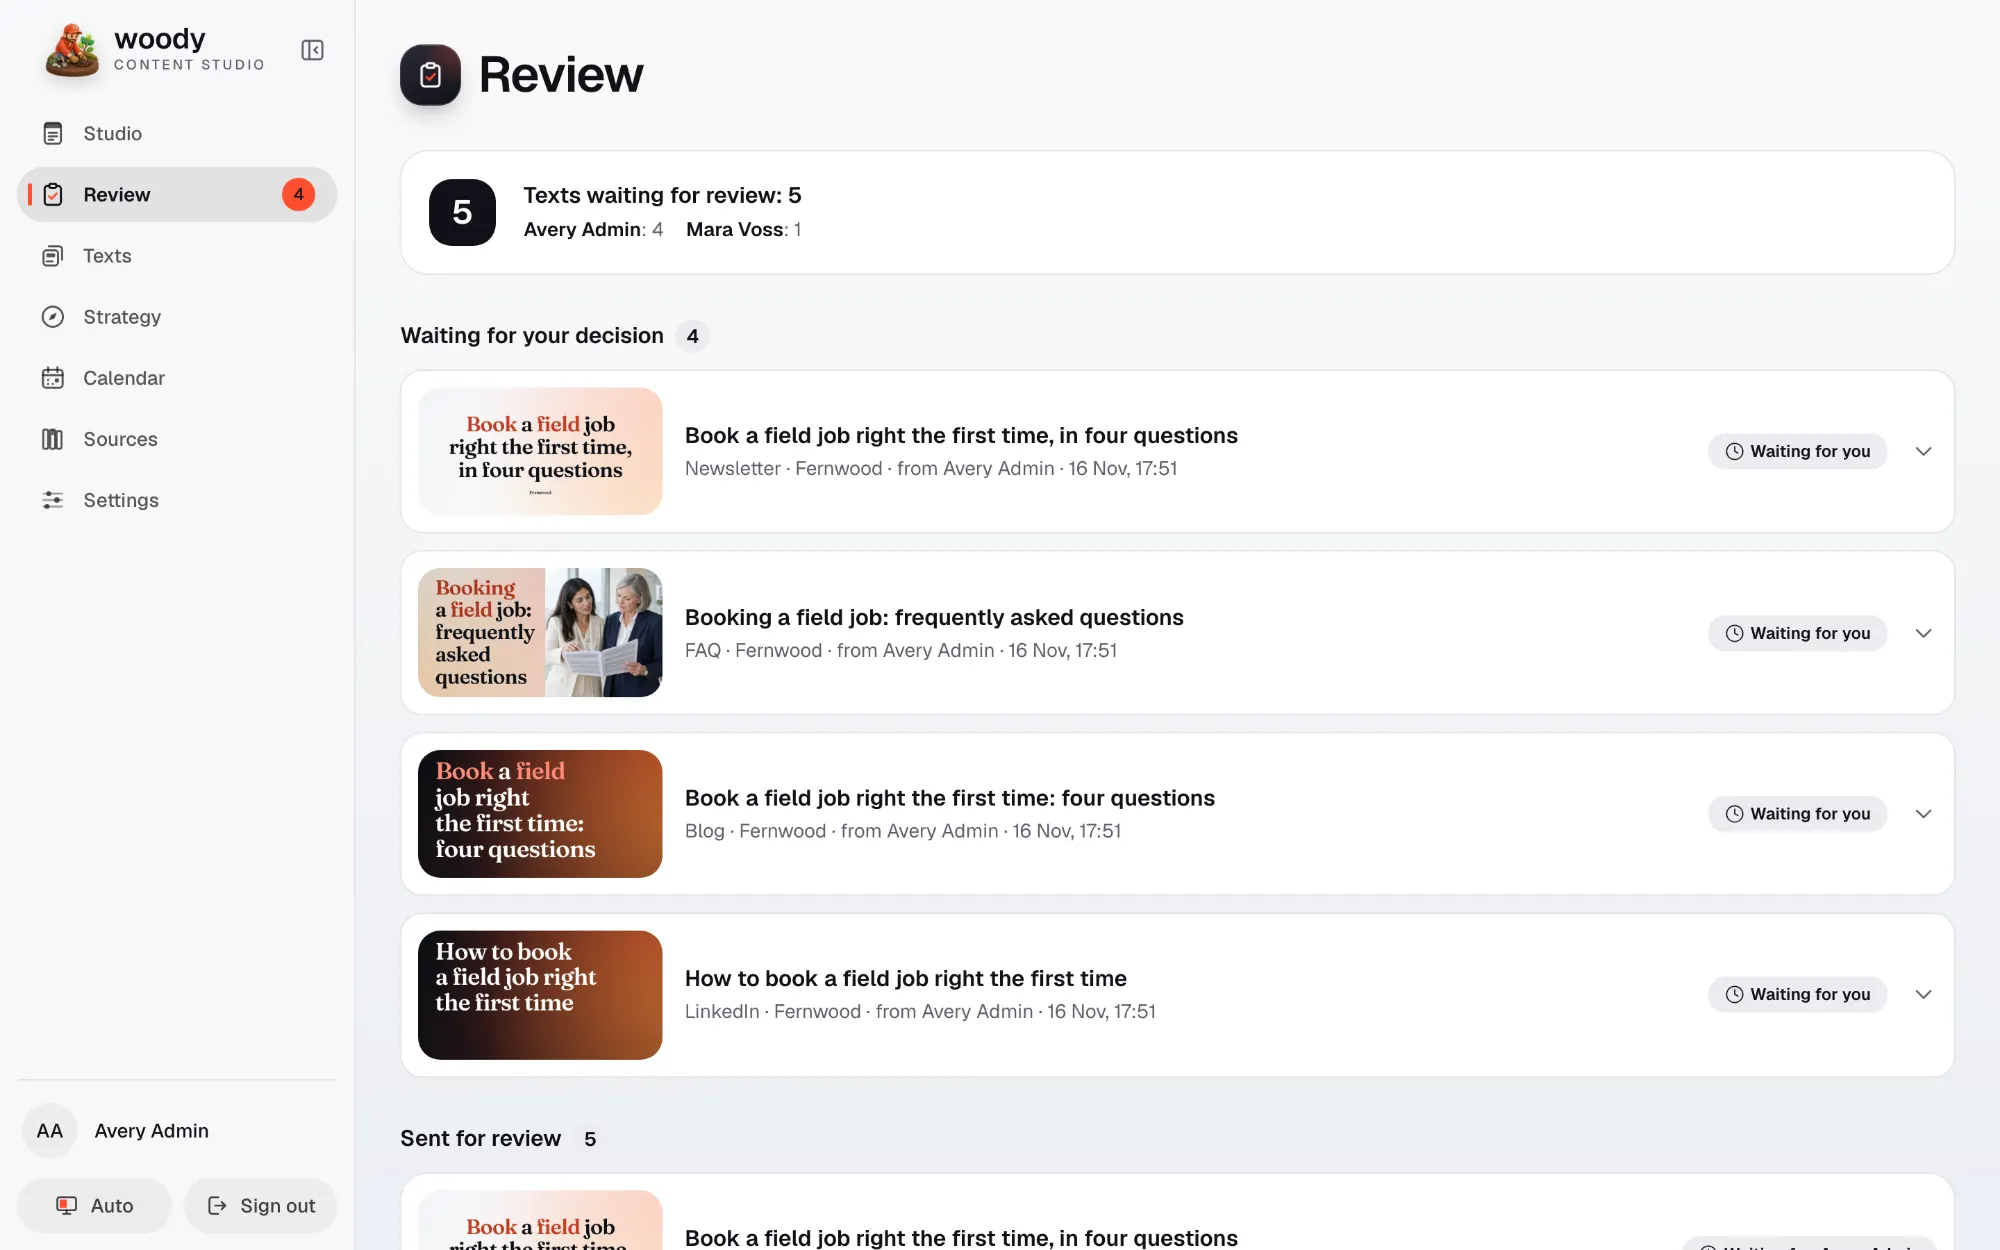 woody
CONTENT STUDIO
Studio
Review 4
Texts
Strategy
Calendar
Sources
Settings
AA Avery Admin
Auto
Sign out
Review
5
Texts waiting for review: 5
Avery Admin: 4 Mara Voss: 1
Waiting for your decision 4
Book a field job
right the first time,
in four questions
Fernwood
Book a field job right the first time, in four questions
Newsletter · Fernwood · from Avery Admin · 16 Nov, 17:51
Waiting for you
Booking
a field job:
frequently
asked
questions
Booking a field job: frequently asked questions
FAQ · Fernwood · from Avery Admin · 16 Nov, 17:51
Waiting for you
Book a field
job right
the first time:
four questions
Book a field job right the first time: four questions
Blog · Fernwood · from Avery Admin · 16 Nov, 17:51
Waiting for you
How to book
a field job right
the first time
How to book a field job right the first time
LinkedIn · Fernwood · from Avery Admin · 16 Nov, 17:51
Waiting for you
Sent for review 5
Book a field job
right the first time
Book a field job right the first time, in four questions